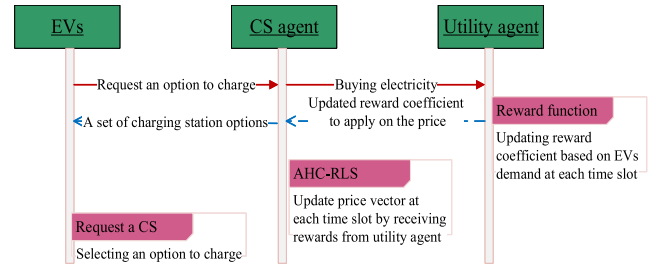 EVs
CS agent
Utility agent
Request an option to charge
Buying electricity
Updated reward coefficient
to apply on the price
A set of charging station options
Reward function
Updating reward
coefficient based on EVs
demand at each time slot
AHC-RLS
Update price vector at
each time slot by receiving
rewards from utility agent
Request a CS
Selecting an option to charge